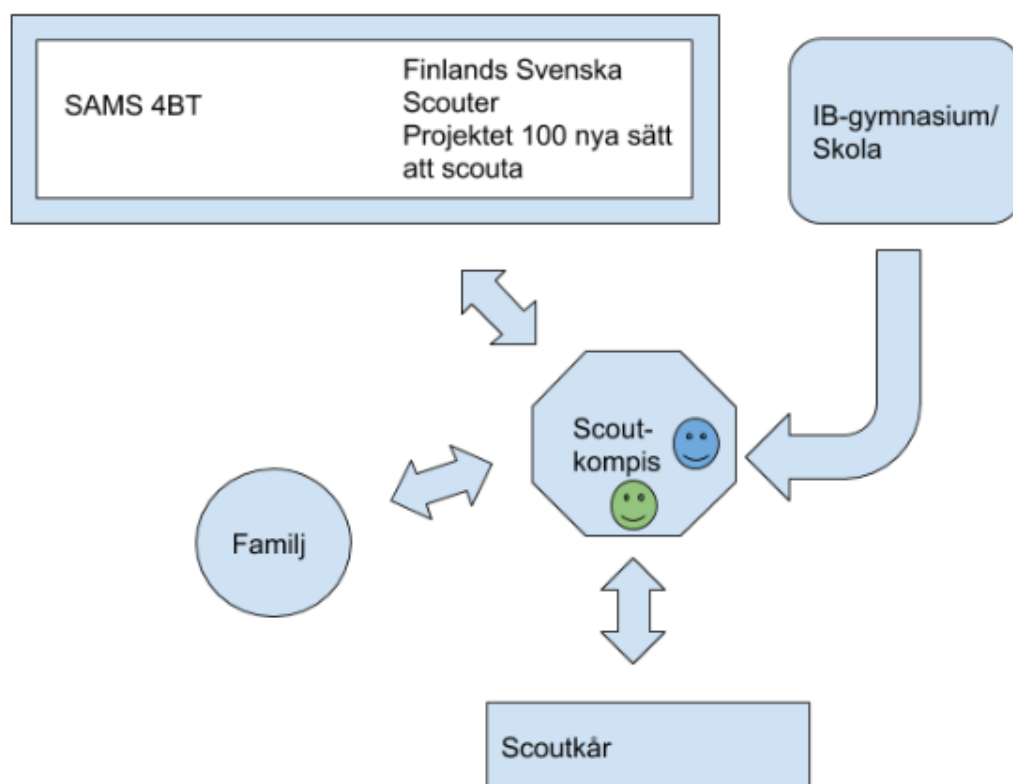 SAMS 4BT
Finlands Svenska
Scouter
Projektet 100 nya sätt
att scouta
IB-gymnasium/
Skola
Scout-
kompis
Familj
Scoutkår